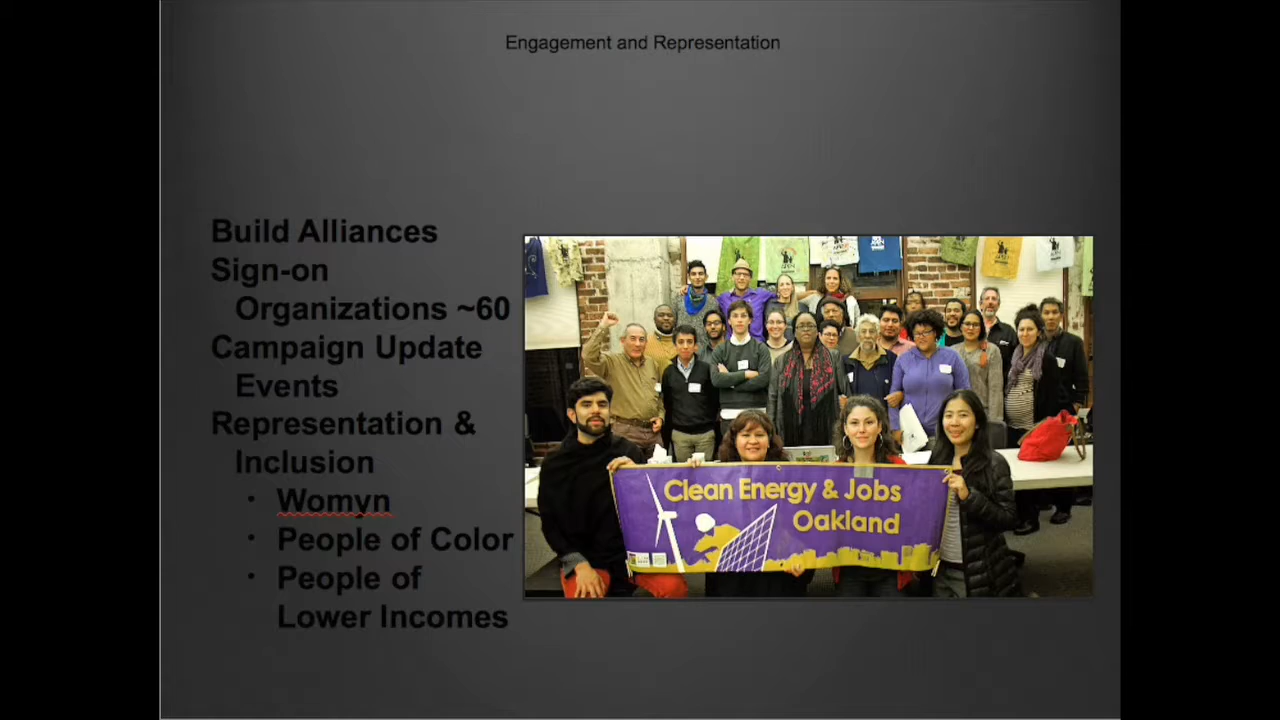 Engagement and Representation
Build Alliances
Sign-on
Organizations ~60
Campaign Update
Events
Representation &
Inclusion
• Womyn
• People of Color
• People of
Lower Incomes
Clean Energy & Jobs
Oakland